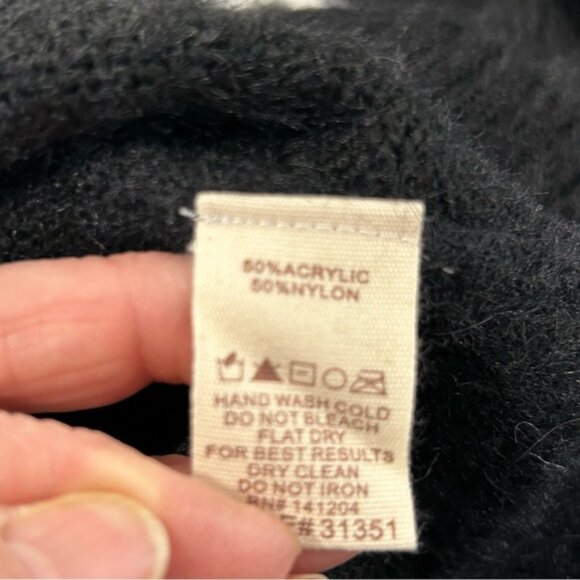 50%ACRYLIC
50%NYLON
HAND WASH COLD
DO NOT BLEACH
FLAT DRY
FOR BEST RESULTS
DRY CLEAN
DO NOT IRON
RN# 141204
# 31351